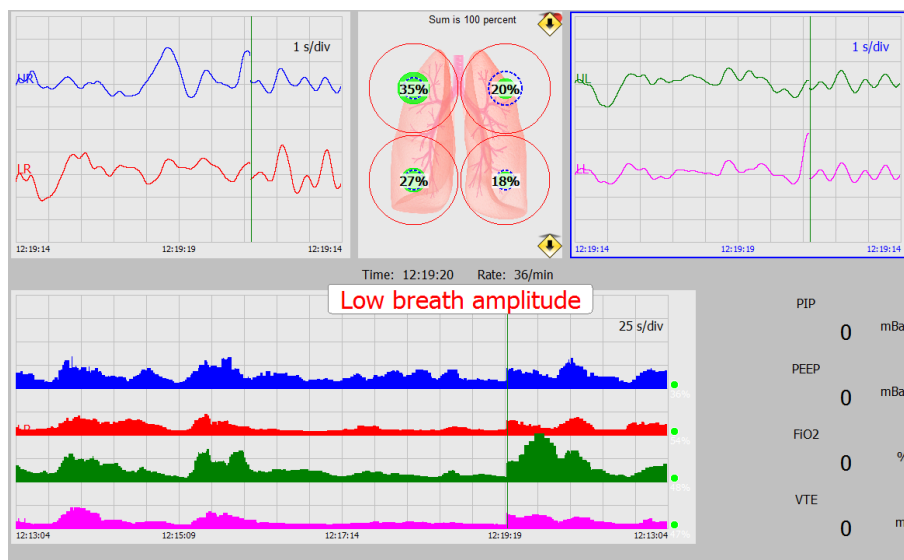 Sum is 100 percent
1 s/div
1 s/div
UR
UL
35%
20%
LR
27%
18%
12:19:14
12:19:19
12:19:14
12:19:14
12:19:19
12:19:14
Time: 12:19:20 Rate: 36/min
Low breath amplitude
25 s/div
PIP
0 mBa
PEEP
0 mBa
FiO2
0 %
VTE
0 m
12:13:04
12:15:09
12:17:14
12:19:19
12:13:04